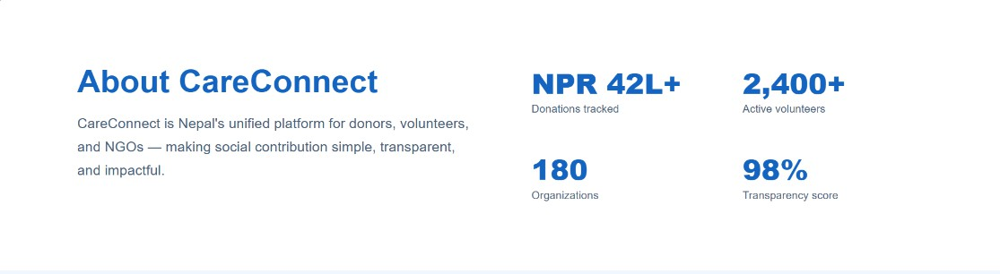 About CareConnect
CareConnect is Nepal's unified platform for donors, volunteers,
and NGOs — making social contribution simple, transparent,
and impactful.
NPR 42L+
Donations tracked
2,400+
Active volunteers
180
Organizations
98%
Transparency score